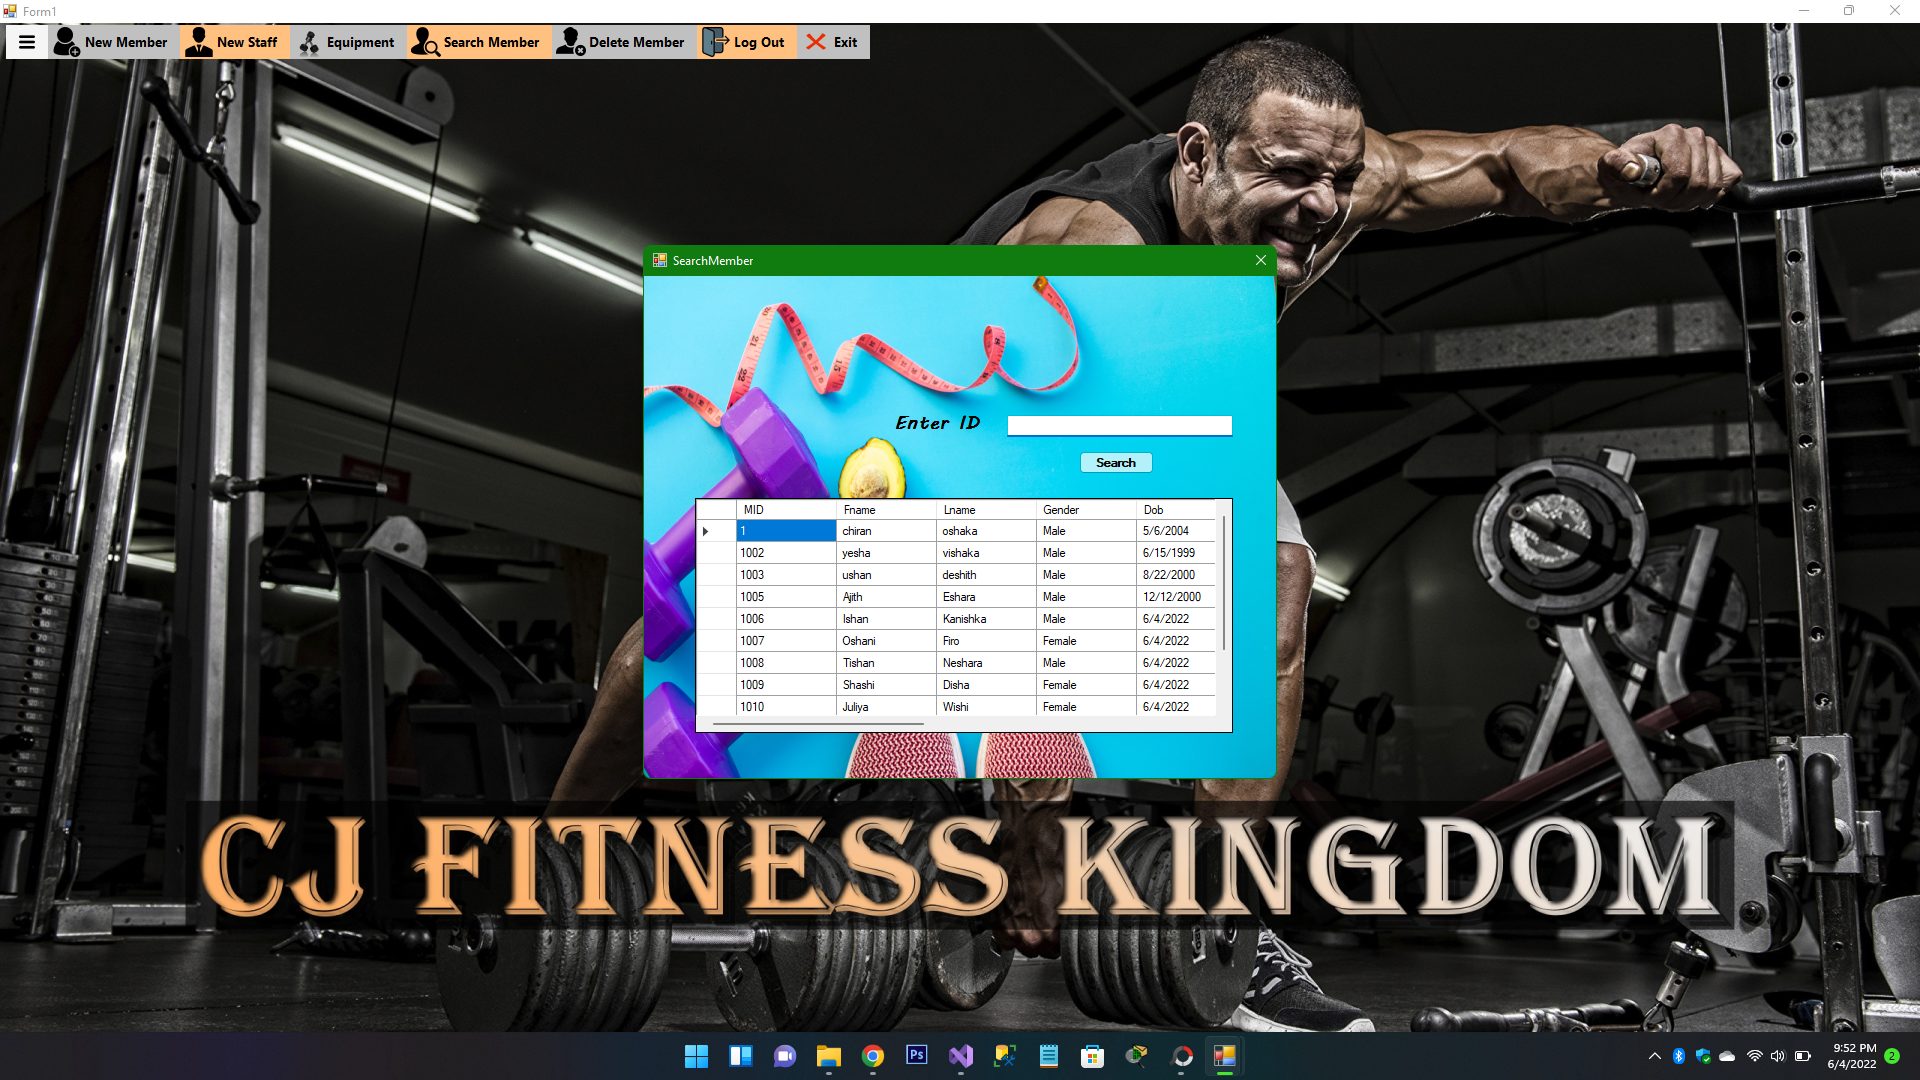 Form1
New Member New Staff Equipment Search Member Delete Member Log Out Exit
SearchMember
Enter ID
Search
MID Fname Lname Gender Dob
1 chiran oshaka Male 5/6/2004
1002 yesha vishaka Male 6/15/1999
1003 ushan deshith Male 8/22/2000
1005 Ajith Eshara Male 12/12/2000
1006 Ishan Kanishka Male 6/4/2022
1007 Oshani Firo Female 6/4/2022
1008 Tishan Neshara Male 6/4/2022
1009 Shashi Disha Female 6/4/2022
1010 Juliya Wishi Female 6/4/2022
CJ FITNESS KINGDOM
Ps
9:52 PM
6/4/2022
2